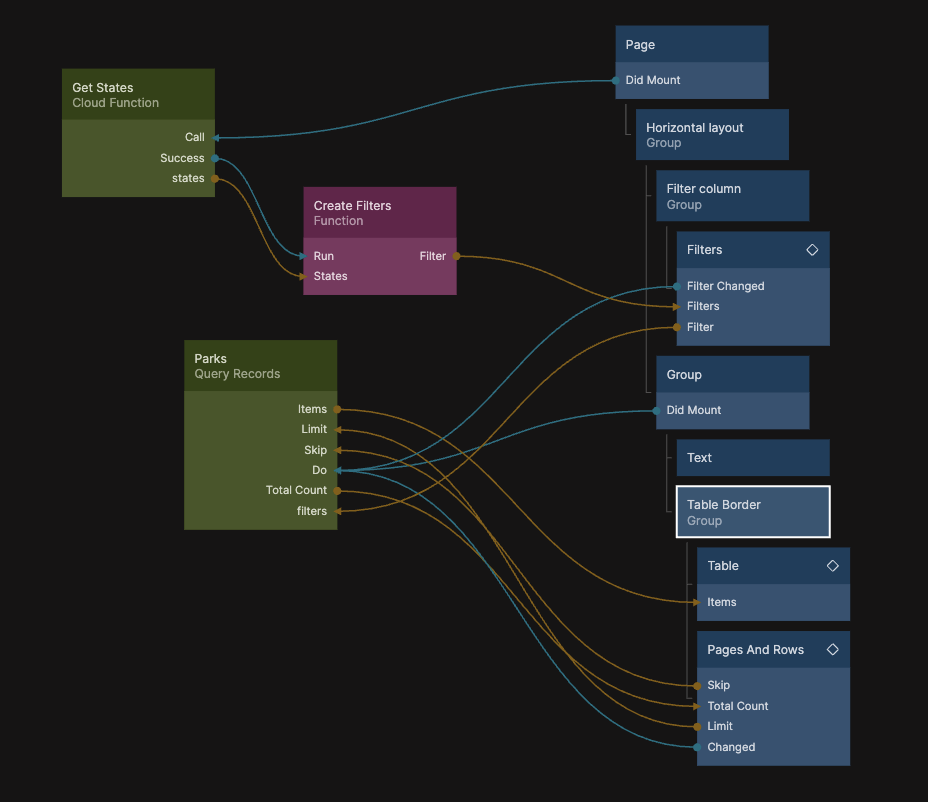 Get States
Cloud Function
Call
Success
states
Create Filters
Function
Run
Filter
States
Parks
Query Records
Items
Limit
Skip
Do
Total Count
filters
Page
Did Mount
Horizontal layout
Group
Filter column
Group
Filters
Filter Changed
Filters
Filter
Group
Did Mount
Text
Table Border
Group
Table
Items
Pages And Rows
Skip
Total Count
Limit
Changed